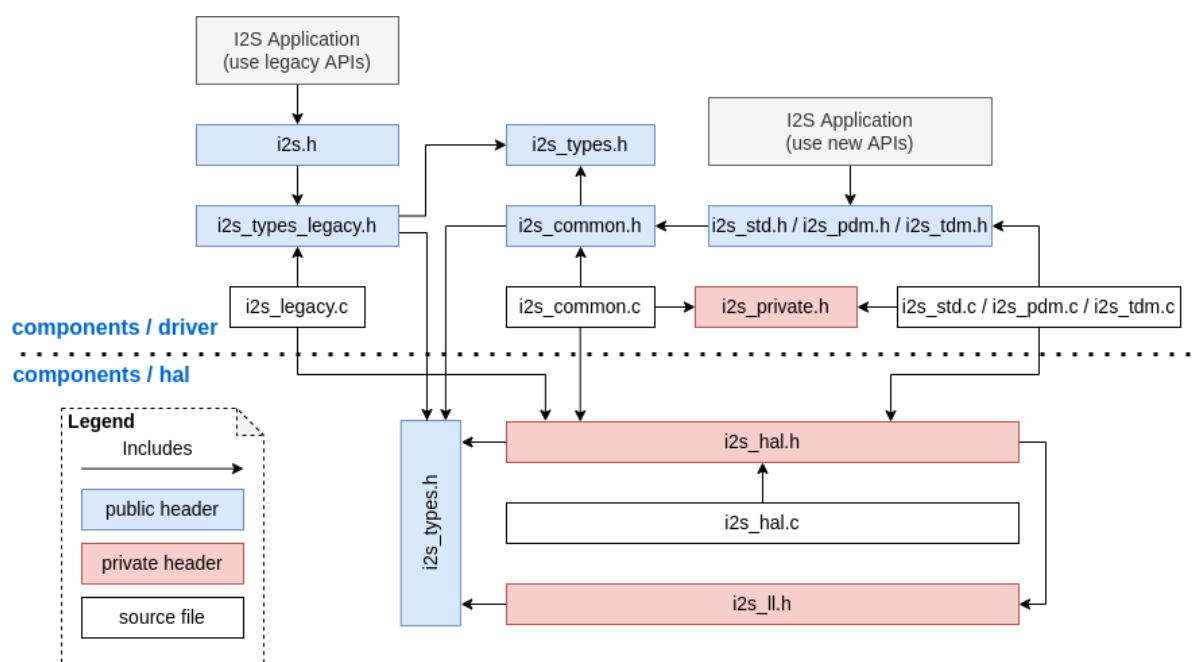 I2S Application
(use legacy APIs)
I2S Application
(use new APIs)
i2s.h
i2s_types.h
i2s_types_legacy.h
i2s_common.h
i2s_std.h / i2s_pdm.h / i2s_tdm.h
i2s_legacy.c
i2s_common.c
i2s_private.h
i2s_std.c / i2s_pdm.c / i2s_tdm.c
components / driver
components / hal
Legend
Includes
public header
private header
source file
i2s_types.h
i2s_hal.h
i2s_hal.c
i2s_ll.h